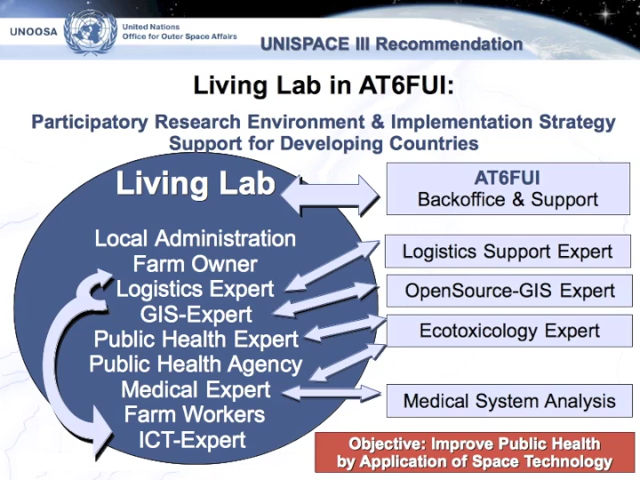 UNOOSA
United Nations
Office for Outer Space Affairs
UNISPACE III Recommendation
Living Lab in AT6FUI:
Participatory Research Environment & Implementation Strategy
Support for Developing Countries
Living Lab
Local Administration
Farm Owner
Logistics Expert
GIS-Expert
Public Health Expert
Public Health Agency
Medical Expert
Farm Workers
ICT-Expert
AT6FUI
Backoffice & Support
Logistics Support Expert
OpenSource-GIS Expert
Ecotoxicology Expert
Medical System Analysis
Objective: Improve Public Health
by Application of Space Technology